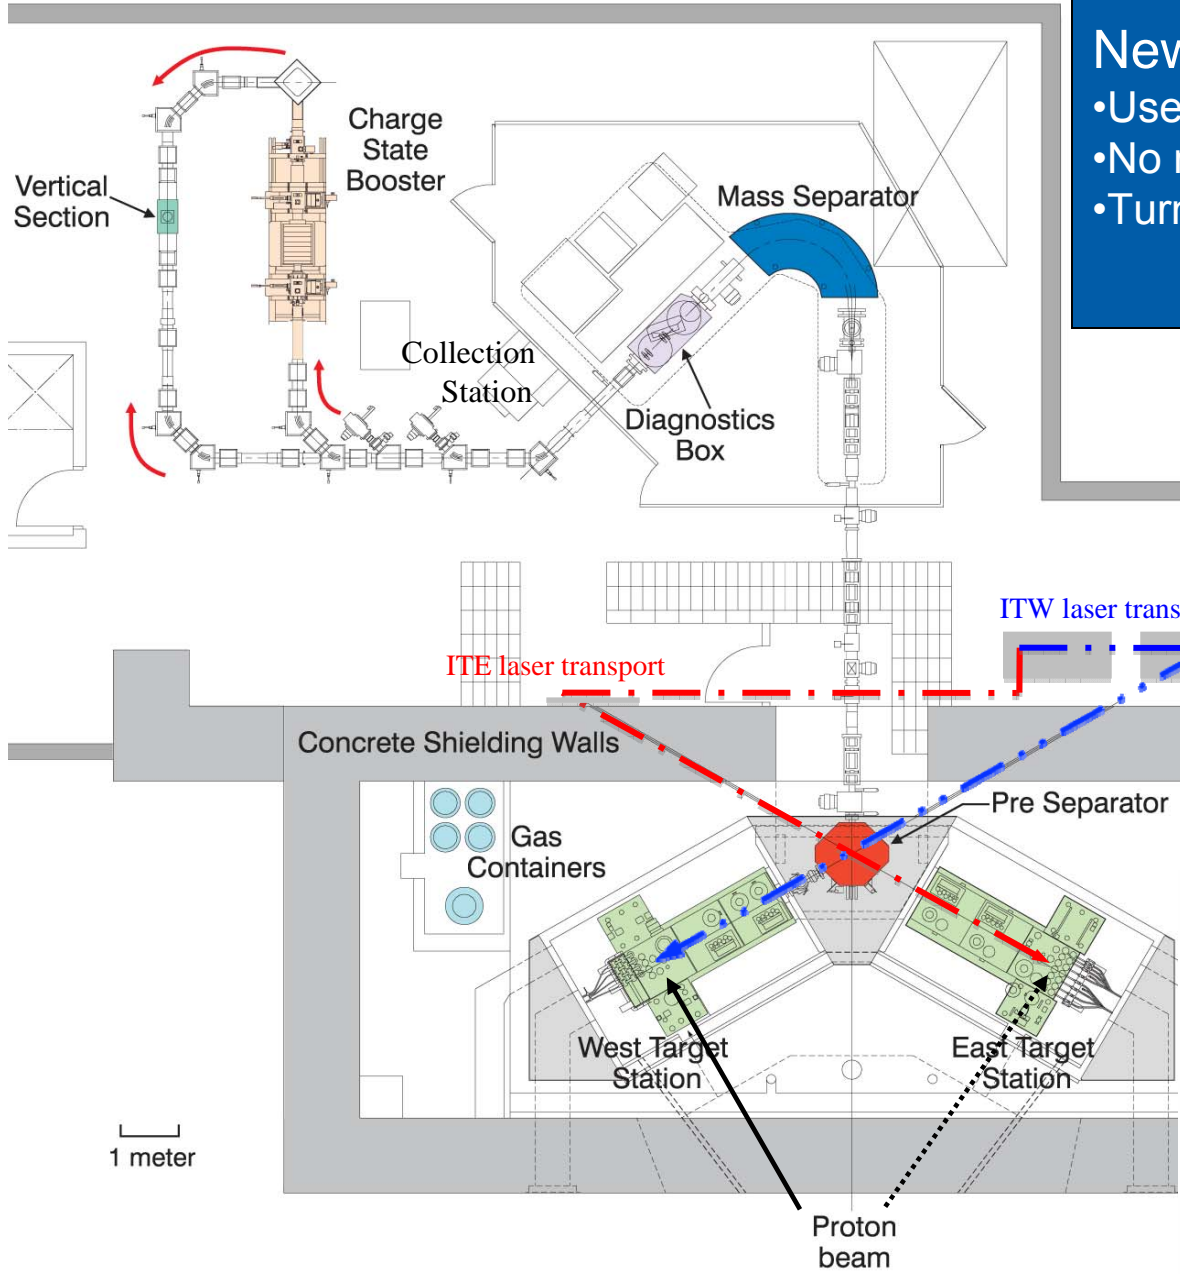 New
•Use
•No
•Turn
Charge
State
Booster
Vertical
Section
Mass Separator
Collection
Station
Diagnostics
Box
ITW laser trans
ITE laser transport
Concrete Shielding Walls
Pre Separator
Gas
Containers
West Target
Station
East Target
Station
1 meter
Proton
beam